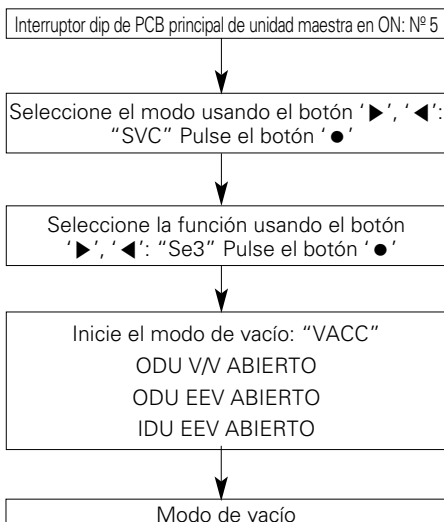 Interruptor dip de PCB principal de unidad maestra en ON: Nº 5
Seleccione el modo usando el botón ‘▶’, ‘◀’:
“SVC” Pulse el botón ‘●’
Seleccione la función usando el botón
‘▶’, ‘◀’: “Se3” Pulse el botón ‘●’
Inicie el modo de vacío: “VACC”
ODU V/V ABIERTO
ODU EEV ABIERTO
IDU EEV ABIERTO
Modo de vacío